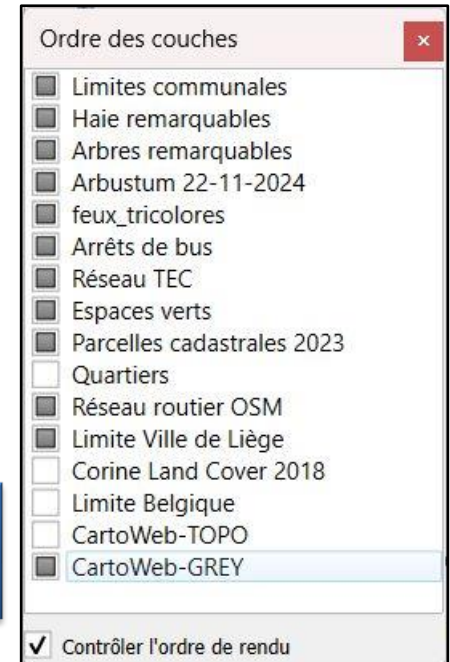 Ordre des couches
Limites communales
Haie remarquables
Arbres remarquables
Arbustum 22-11-2024
feux_tricolores
Arrêts de bus
Réseau TEC
Espaces verts
Parcelles cadastrales 2023
Quartiers
Réseau routier OSM
Limite Ville de Liège
Corine Land Cover 2018
Limite Belgique
CartoWeb-TOPO
CartoWeb-GREY
Contrôler l'ordre de rendu